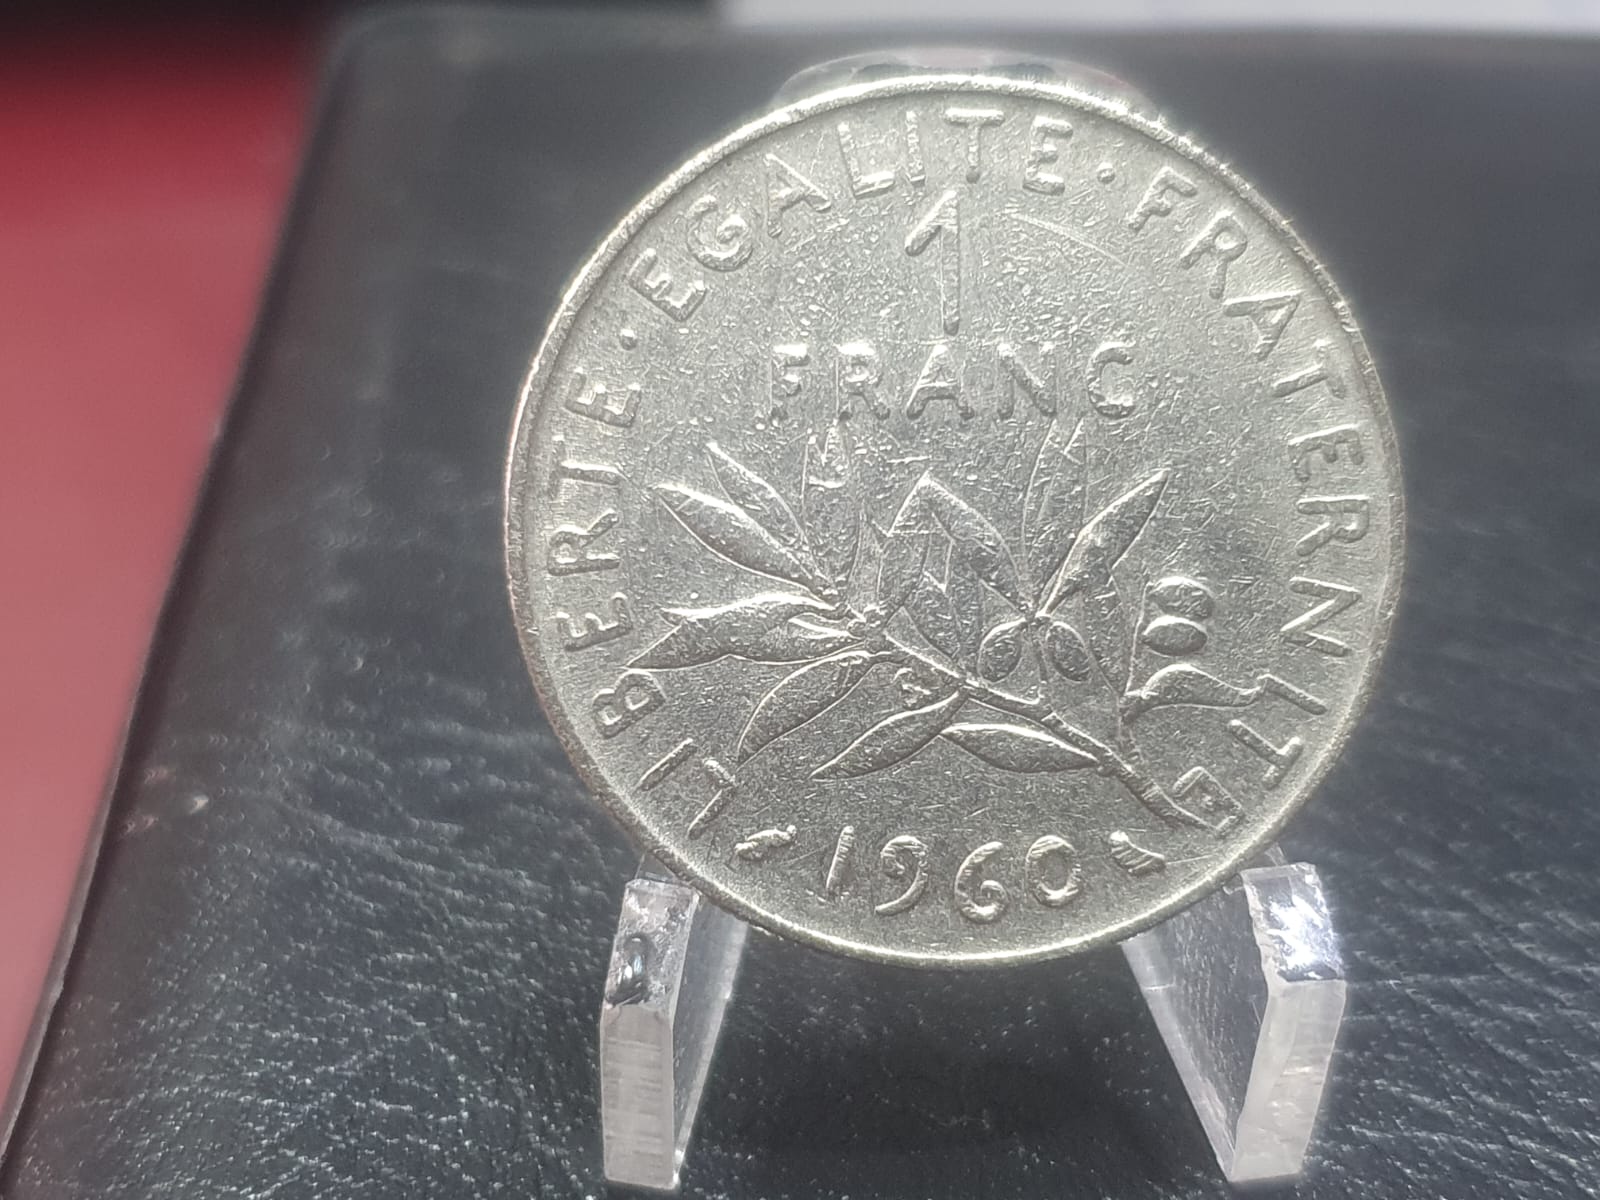 LIBERTE · EGALITE · FRATERNITE
1
FRANC
1960